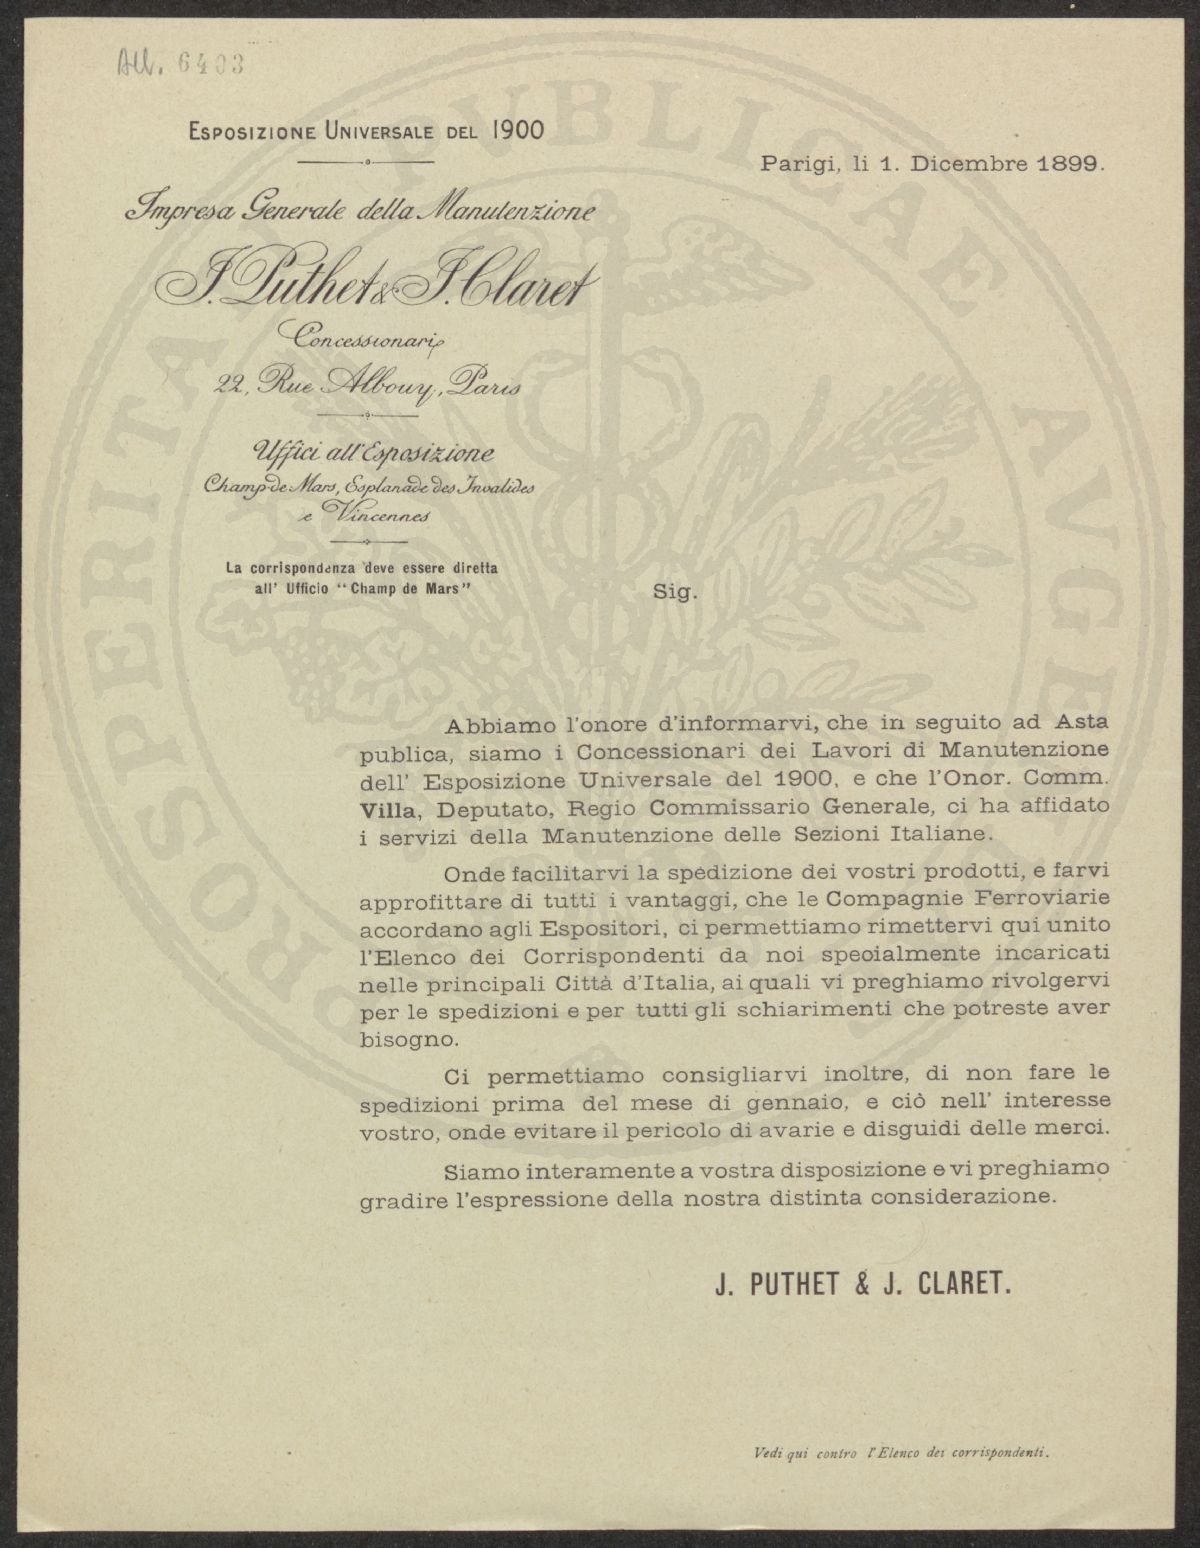 All. 6403
ESPOSIZIONE UNIVERSALE DEL 1900
Parigi, li 1. Dicembre 1899.
Impresa Generale della Manutenzione
J. Puthet & J. Claret
Concessionari
22, Rue Albouy, Paris
Uffici all'Esposizione
Champ de Mars, Esplanade des Invalides
e Vincennes
La corrispondenza deve essere diretta
all' Ufficio "Champ de Mars"
Sig.
Abbiamo l'onore d'informarvi, che in seguito ad Asta
publica, siamo i Concessionari dei Lavori di Manutenzione
dell' Esposizione Universale del 1900, e che l'Onor. Comm.
Villa, Deputato, Regio Commissario Generale, ci ha affidato
i servizi della Manutenzione delle Sezioni Italiane.
Onde facilitarvi la spedizione dei vostri prodotti, e farvi
approfittare di tutti i vantaggi, che le Compagnie Ferroviarie
accordano agli Espositori, ci permettiamo rimettervi qui unito
l'Elenco dei Corrispondenti da noi speoialmente incaricati
nelle principali Città d'Italia, ai quali vi preghiamo rivolgervi
per le spedizioni e per tutti gli schiarimenti che potreste aver
bisogno.
Ci permettiamo consigliarvi inoltre, di non fare le
spedizioni prima del mese di gennaio, e ciò nell' interesse
vostro, onde evitare il pericolo di avarie e disguidi delle merci.
Siamo interamente a vostra disposizione e vi preghiamo
gradire l'espressione della nostra distinta considerazione.
J. PUTHET & J. CLARET.
Vedi qui contro l'Elenco dei corrispondenti.
PROSPERITATI PVBLICAE AVGENDAE